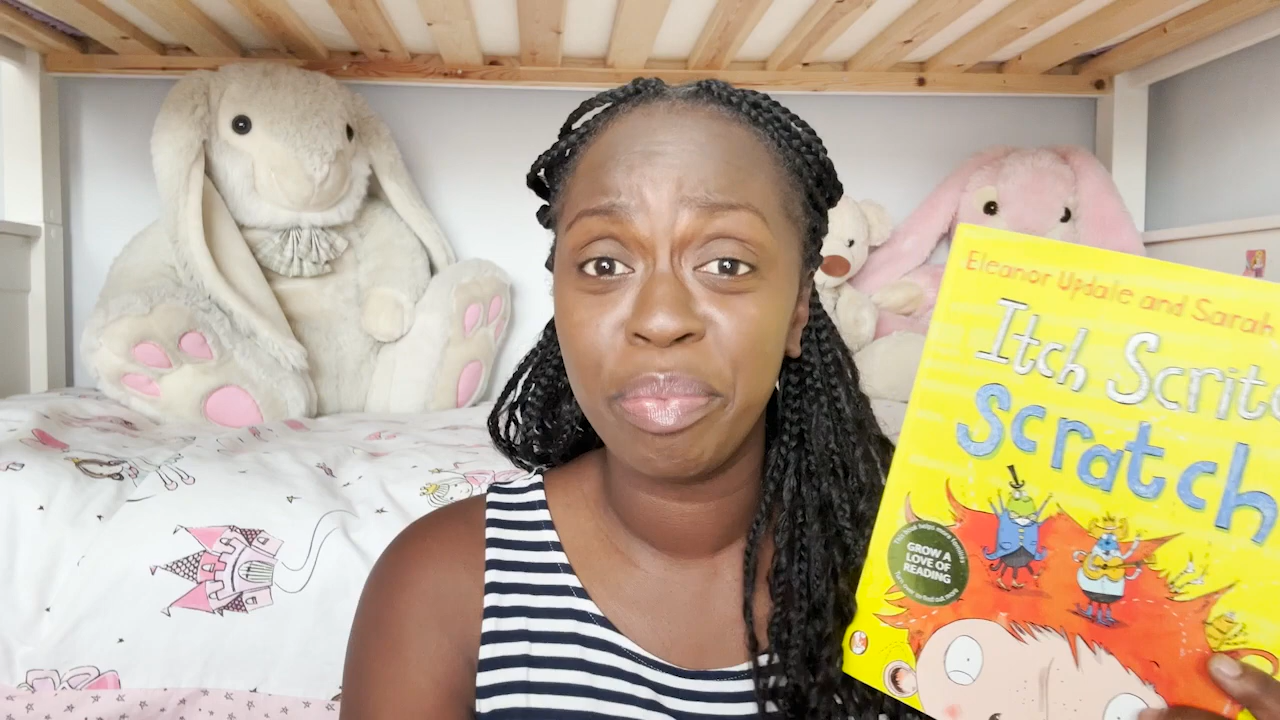 Eleanor Updale and Sarah
Itch Scritc
Scratch
GROW A
LOVE OF
READING